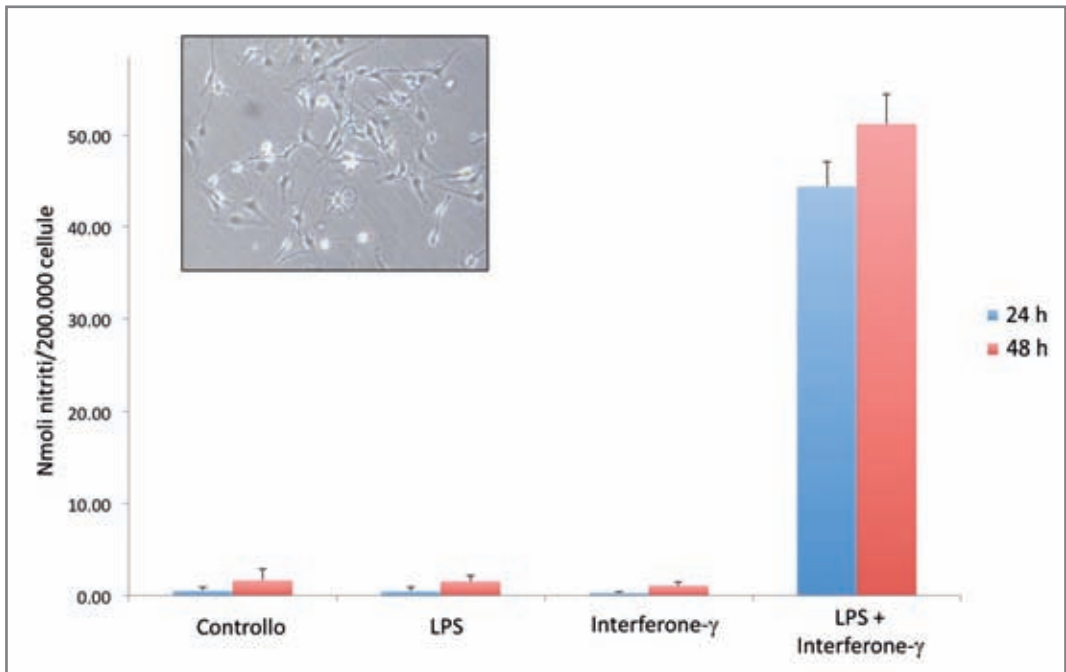 Nmoli nitriti/200.000 cellule
50.00
40.00
30.00
20.00
10.00
0.00
Controllo
LPS
Interferone-γ
LPS +
Interferone-γ
24 h
48 h